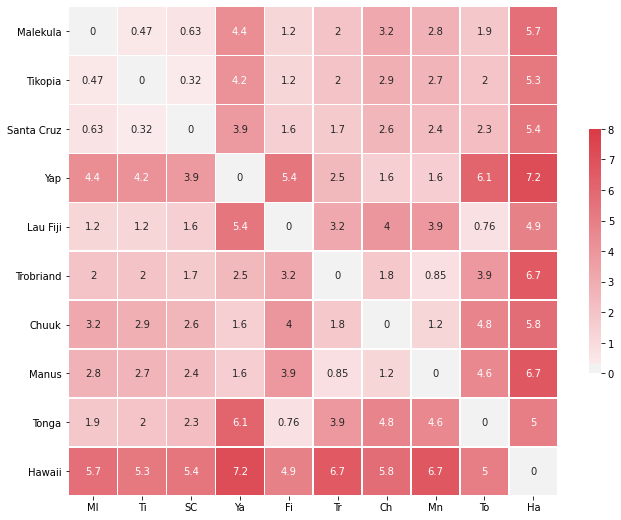 Malekula 0 0.47 0.63 4.4 1.2 2 3.2 2.8 1.9 5.7
Tikopia 0.47 0 0.32 4.2 1.2 2 2.9 2.7 2 5.3
Santa Cruz 0.63 0.32 0 3.9 1.6 1.7 2.6 2.4 2.3 5.4
Yap 4.4 4.2 3.9 0 5.4 2.5 1.6 1.6 6.1 7.2
Lau Fiji 1.2 1.2 1.6 5.4 0 3.2 4 3.9 0.76 4.9
Trobriand 2 2 1.7 2.5 3.2 0 1.8 0.85 3.9 6.7
Chuuk 3.2 2.9 2.6 1.6 4 1.8 0 1.2 4.8 5.8
Manus 2.8 2.7 2.4 1.6 3.9 0.85 1.2 0 4.6 6.7
Tonga 1.9 2 2.3 6.1 0.76 3.9 4.8 4.6 0 5
Hawaii 5.7 5.3 5.4 7.2 4.9 6.7 5.8 6.7 5 0
Ml Ti SC Ya Fi Tr Ch Mn To Ha
8
7
6
5
4
3
2
1
0